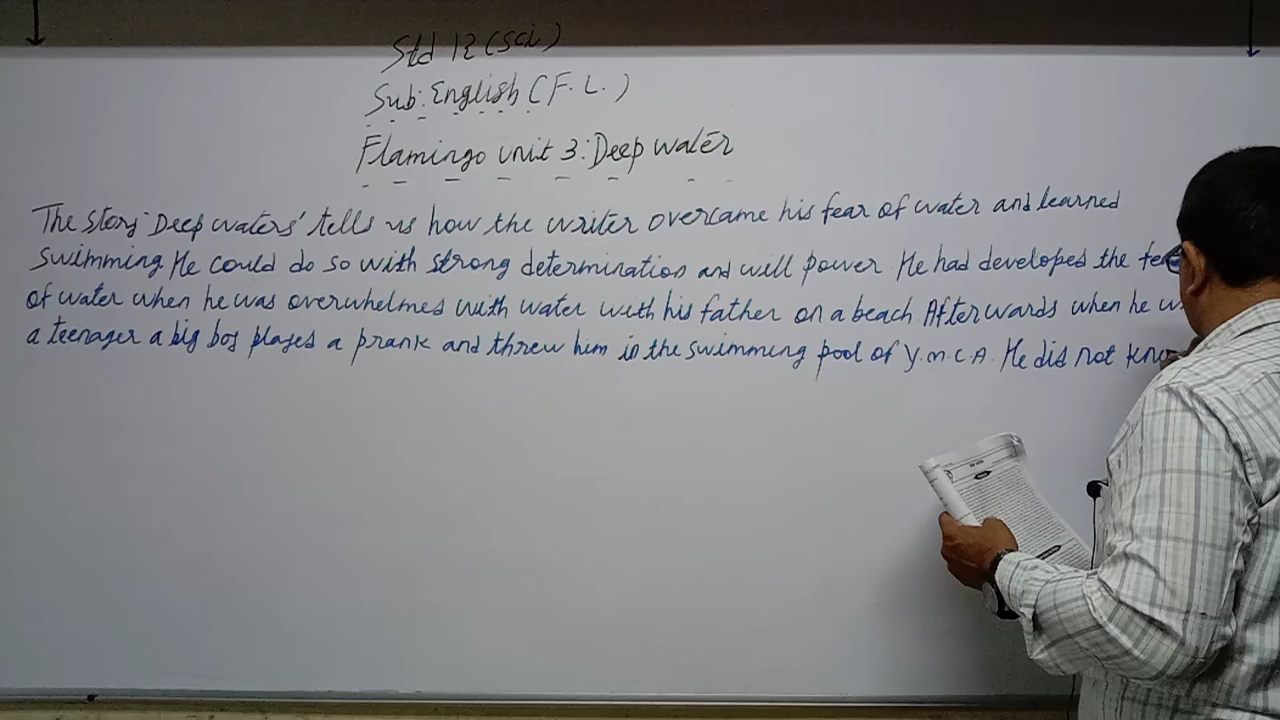 Std 12 (Sci)
Sub: English (F. L.)
Flamingo unit 3: Deep water
The story 'Deep waters' tells us how the writer overcame his fear of water and learned
swimming. He could do so with strong determination and will power. He had developed the
of water when he was overwhelmed with water with his father on a beach. Afterwards when he
a teenager a big boy played a prank and threw him in the swimming pool of Y.M.C.A. He did not